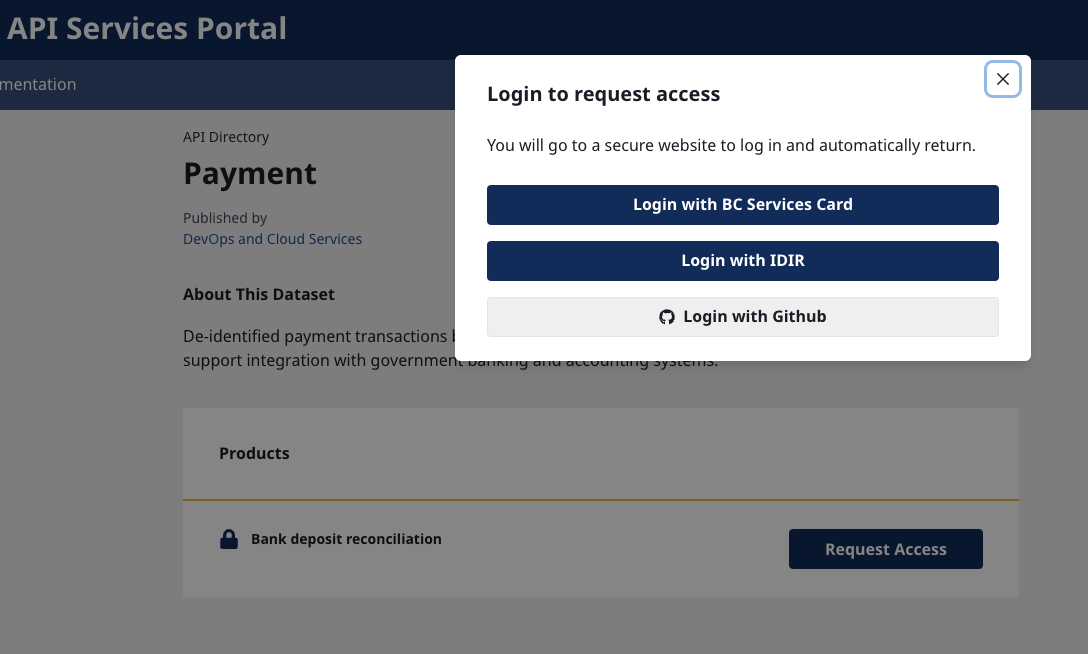 API Services Portal
mentation
Login to request access
You will go to a secure website to log in and automatically return.
Login with BC Services Card
Login with IDIR
Login with Github
API Directory
Payment
Published by
DevOps and Cloud Services
About This Dataset
De-identified payment transactions
support integration with government banking and accounting systems.
Products
Bank deposit reconciliation
Request Access